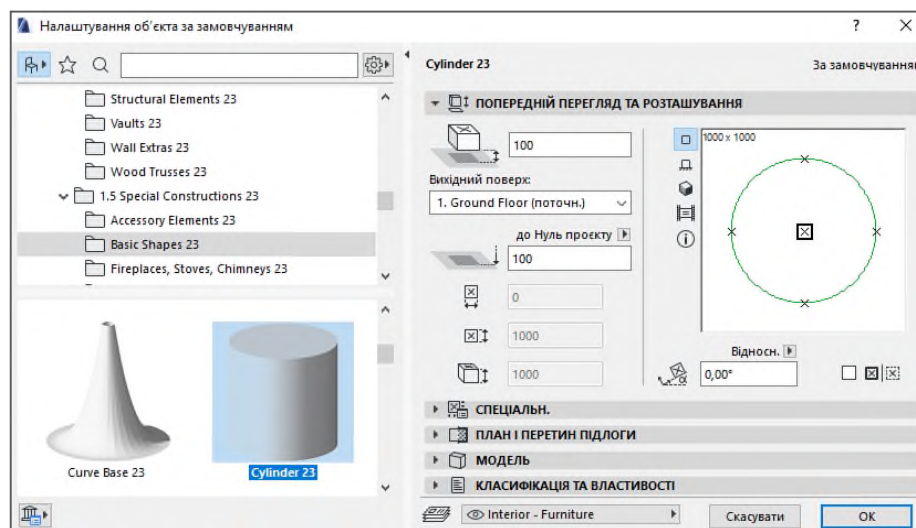 Налаштування об'єкта за замовчуванням
? ×
Structural Elements 23
Vaults 23
Wall Extras 23
Wood Trusses 23
1.5 Special Constructions 23
Accessory Elements 23
Basic Shapes 23
Fireplaces, Stoves, Chimneys 23
Curve Base 23
Cylinder 23
Cylinder 23
За замовчуванням
ПОПЕРЕДНІЙ ПЕРЕГЛЯД ТА РОЗТАШУВАННЯ
100
Вихідний поверх:
1. Ground Floor (поточн.)
до Нуль проєкту
100
0
1000
1000
1000 x 1000
Відносн.
α
0,00°
СПЕЦІАЛЬН.
ПЛАН І ПЕРЕТИН ПІДЛОГИ
МОДЕЛЬ
КЛАСИФІКАЦІЯ ТА ВЛАСТИВОСТІ
Interior - Furniture
Скасувати
OK